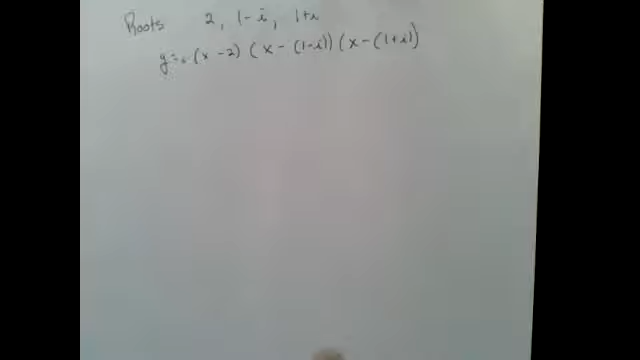 Roots 2, 1-i, 1+i
y= (x-2) (x-(1-i)) (x-(1+i))